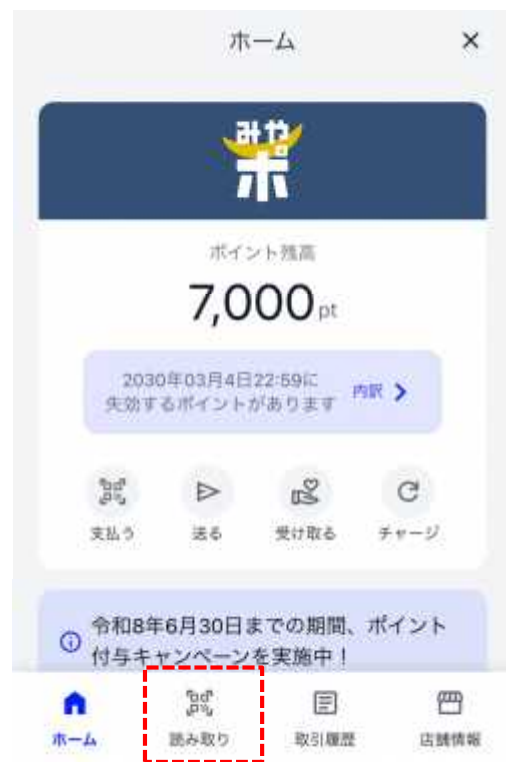 ホーム
みや
ポ
ポイント残高
7,000 pt
2030年03月4日22:59に
失効するポイントがあります
内訳
支払う
送る
受け取る
チャージ
令和8年6月30日までの期間、ポイント
付与キャンペーンを実施中！
ホーム
読み取り
取引履歴
店舗情報